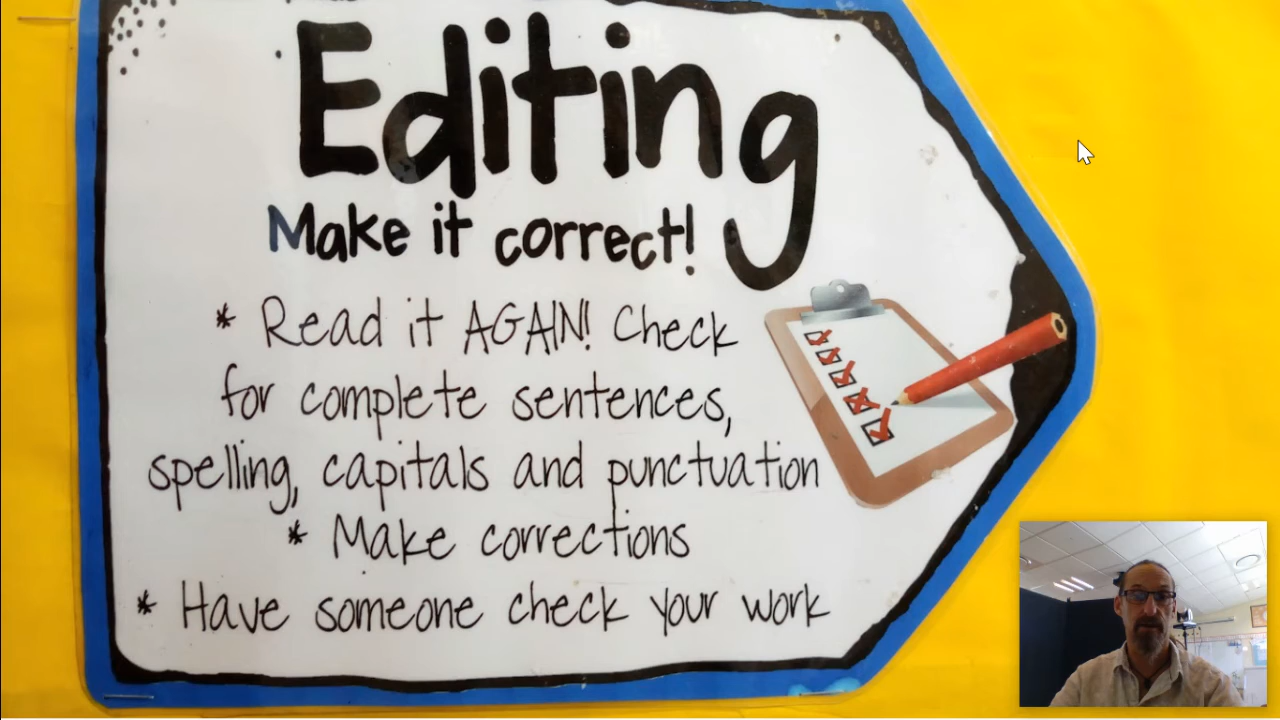 Editing
Make it correct!
* Read it AGAIN! Check
for complete sentences,
spelling, capitals and punctuation
* Make corrections
* Have someone check your work